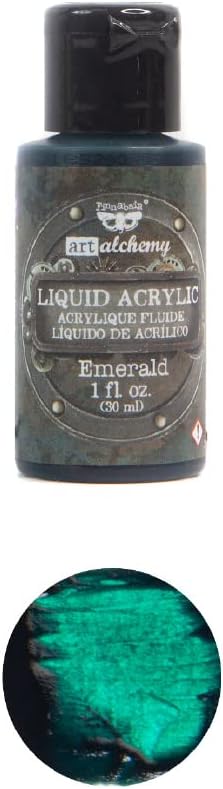 Finnabair
art alchemy
LIQUID ACRYLIC
ACRYLIQUE FLUIDE
LÍQUIDO DE ACRÍLICO
Emerald
1 fl. oz.
(30 ml)